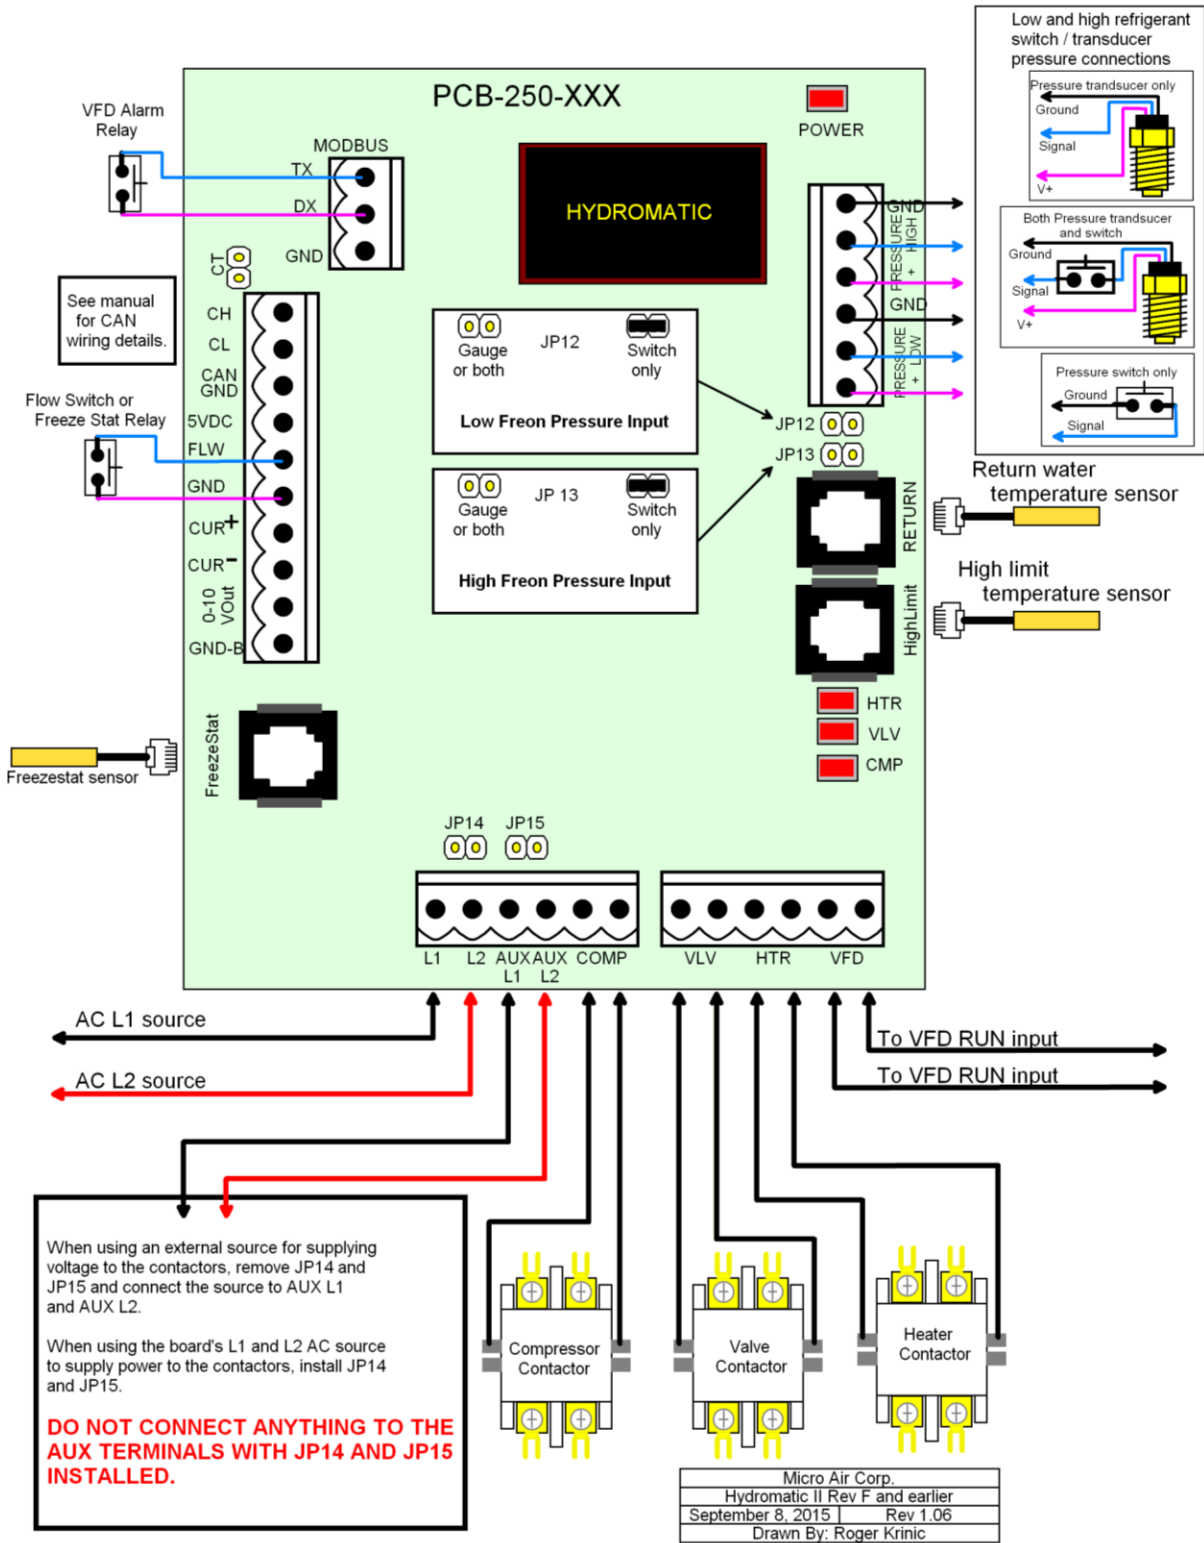 Low and high refrigerant
switch / transducer
pressure connections
Pressure trandsucer only
Ground
Signal
V+
Both Pressure trandsucer
and switch
Ground
Signal
V+
Pressure switch only
Ground
Signal
PCB-250-XXX
POWER
VFD Alarm
Relay
MODBUS
TX
DX
GND
HYDROMATIC
CT
See manual
for CAN
wiring details.
CH
CL
CAN
GND
5VDC
FLW
GND
CUR+
CUR-
0-10
VOut
GND-B
Flow Switch or
Freeze Stat Relay
GND
PRESSURE
+ HIGH
GND
PRESSURE
+ LOW
Gauge
or both
JP12
Switch
only
Low Freon Pressure Input
JP12
JP13
Gauge
or both
JP 13
Switch
only
High Freon Pressure Input
RETURN
Return water
temperature sensor
HighLimit
High limit
temperature sensor
HTR
VLV
CMP
FreezeStat
Freezestat sensor
JP14
JP15
L1
L2
AUX
L1
AUX
L2
COMP
VLV
HTR
VFD
AC L1 source
AC L2 source
To VFD RUN input
To VFD RUN input
When using an external source for supplying
voltage to the contactors, remove JP14 and
JP15 and connect the source to AUX L1
and AUX L2.
When using the board's L1 and L2 AC source
to supply power to the contactors, install JP14
and JP15.
DO NOT CONNECT ANYTHING TO THE
AUX TERMINALS WITH JP14 AND JP15
INSTALLED.
Compressor
Contactor
Valve
Contactor
Heater
Contactor
Micro Air Corp.
Hydromatic II Rev F and earlier
September 8, 2015
Rev 1.06
Drawn By: Roger Krinic